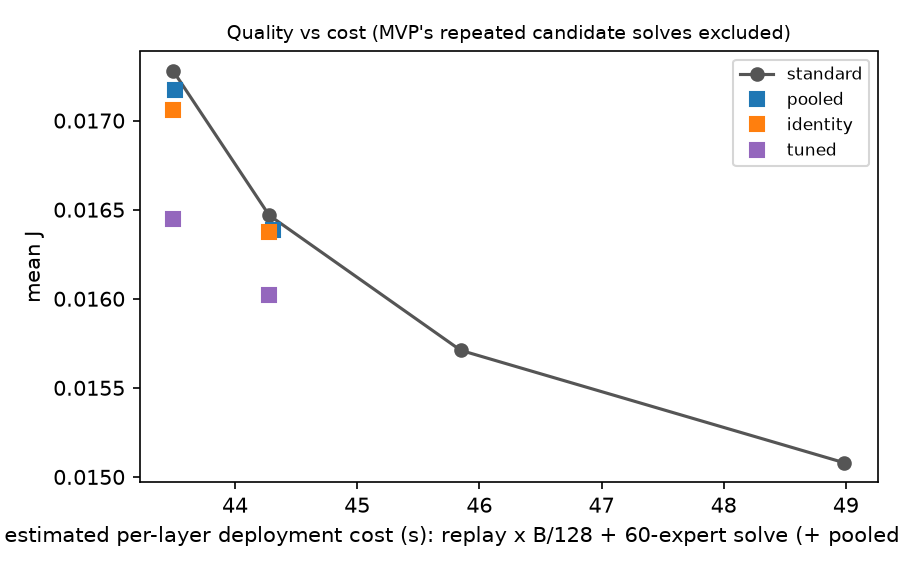 Quality vs cost (MVP's repeated candidate solves excluded)
standard
pooled
identity
tuned
mean J
0.0170
0.0165
0.0160
0.0155
0.0150
44 45 46 47 48 49
estimated per-layer deployment cost (s): replay x B/128 + 60-expert solve (+ pooled